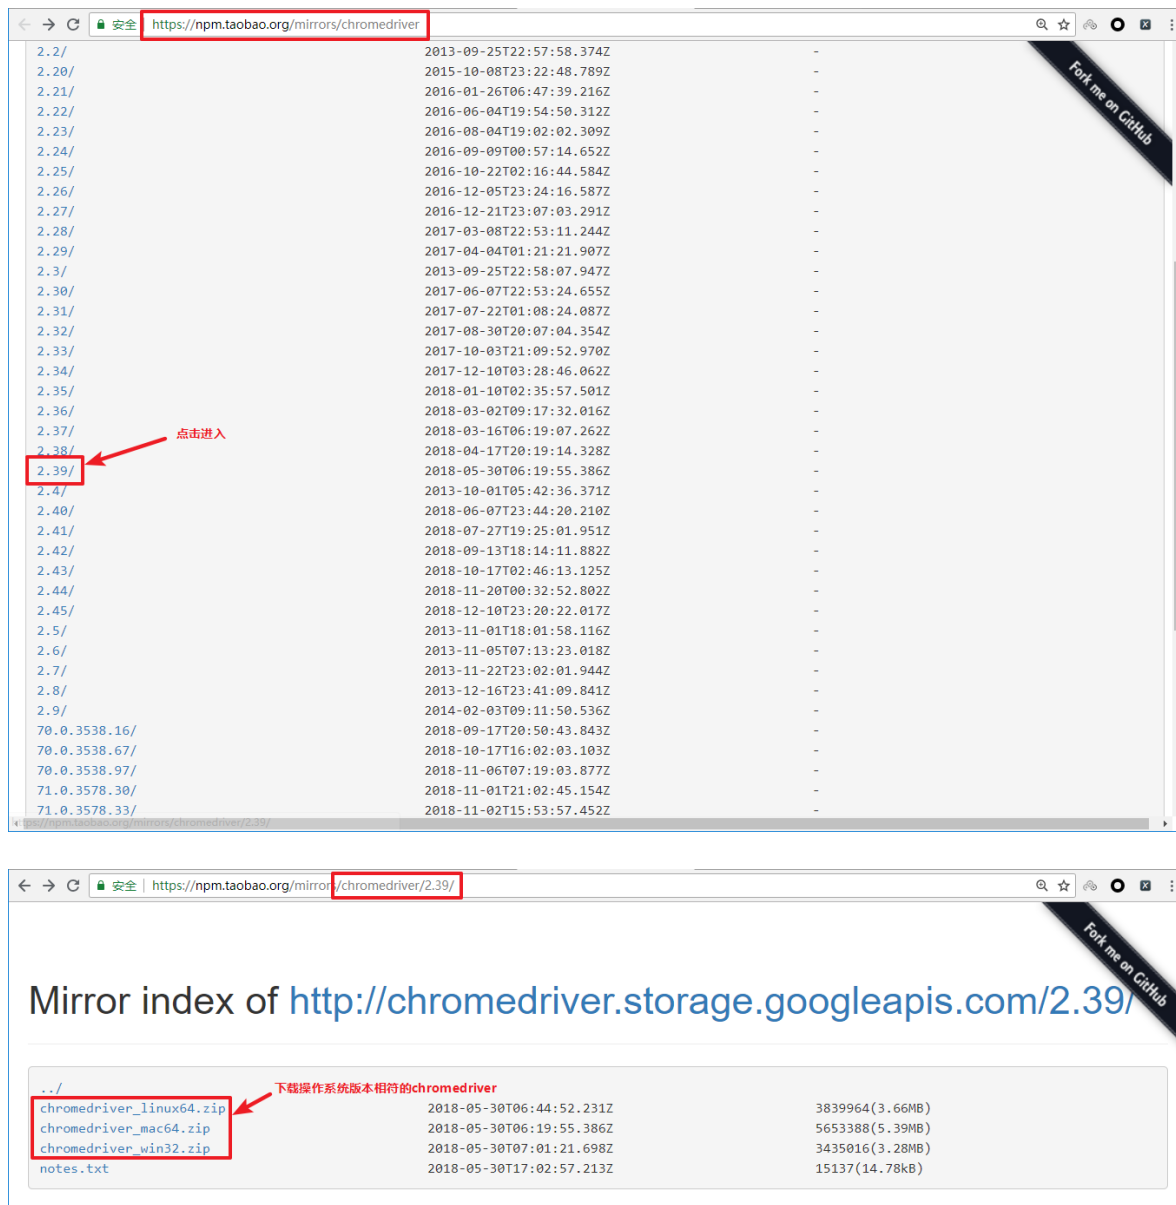 安全 https://npm.taobao.org/mirrors/chromedriver
Fork me on GitHub
2.2/ 2013-09-25T22:57:58.374Z -
2.20/ 2015-10-08T23:22:48.789Z -
2.21/ 2016-01-26T06:47:39.216Z -
2.22/ 2016-06-04T19:54:50.312Z -
2.23/ 2016-08-04T19:02:02.309Z -
2.24/ 2016-09-09T00:57:14.652Z -
2.25/ 2016-10-22T02:16:44.584Z -
2.26/ 2016-12-05T23:24:16.587Z -
2.27/ 2016-12-21T23:07:03.291Z -
2.28/ 2017-03-08T22:53:11.244Z -
2.29/ 2017-04-04T01:21:21.907Z -
2.3/ 2013-09-25T22:58:07.947Z -
2.30/ 2017-06-07T22:53:24.655Z -
2.31/ 2017-07-22T01:08:24.087Z -
2.32/ 2017-08-30T20:07:04.354Z -
2.33/ 2017-10-03T21:09:52.970Z -
2.34/ 2017-12-10T03:28:46.062Z -
2.35/ 2018-01-10T02:35:57.501Z -
2.36/ 2018-03-02T09:17:32.016Z -
2.37/ 2018-03-16T06:19:07.262Z -
点击进入
2.38/ 2018-04-17T20:19:14.328Z -
2.39/ 2018-05-30T06:19:55.386Z -
2.4/ 2013-10-01T05:42:36.371Z -
2.40/ 2018-06-07T23:44:20.210Z -
2.41/ 2018-07-27T19:25:01.951Z -
2.42/ 2018-09-13T18:14:11.882Z -
2.43/ 2018-10-17T02:46:13.125Z -
2.44/ 2018-11-20T00:32:52.802Z -
2.45/ 2018-12-10T23:20:22.017Z -
2.5/ 2013-11-01T18:01:58.116Z -
2.6/ 2013-11-05T07:13:23.018Z -
2.7/ 2013-11-22T23:02:01.944Z -
2.8/ 2013-12-16T23:41:09.841Z -
2.9/ 2014-02-03T09:11:50.536Z -
70.0.3538.16/ 2018-09-17T20:50:43.843Z -
70.0.3538.67/ 2018-10-17T16:02:03.103Z -
70.0.3538.97/ 2018-11-06T07:19:03.877Z -
71.0.3578.30/ 2018-11-01T21:02:45.154Z -
71.0.3578.33/ 2018-11-02T15:53:57.452Z -
tps://npm.taobao.org/mirrors/chromedriver/2.39/
安全 https://npm.taobao.org/mirrors/chromedriver/2.39/
Fork me on GitHub
Mirror index of http://chromedriver.storage.googleapis.com/2.39/
../
下载操作系统版本相符的chromedriver
chromedriver_linux64.zip 2018-05-30T06:44:52.231Z 3839964(3.66MB)
chromedriver_mac64.zip 2018-05-30T06:19:55.386Z 5653388(5.39MB)
chromedriver_win32.zip 2018-05-30T07:01:21.698Z 3435016(3.28MB)
notes.txt 2018-05-30T17:02:57.213Z 15137(14.78kB)